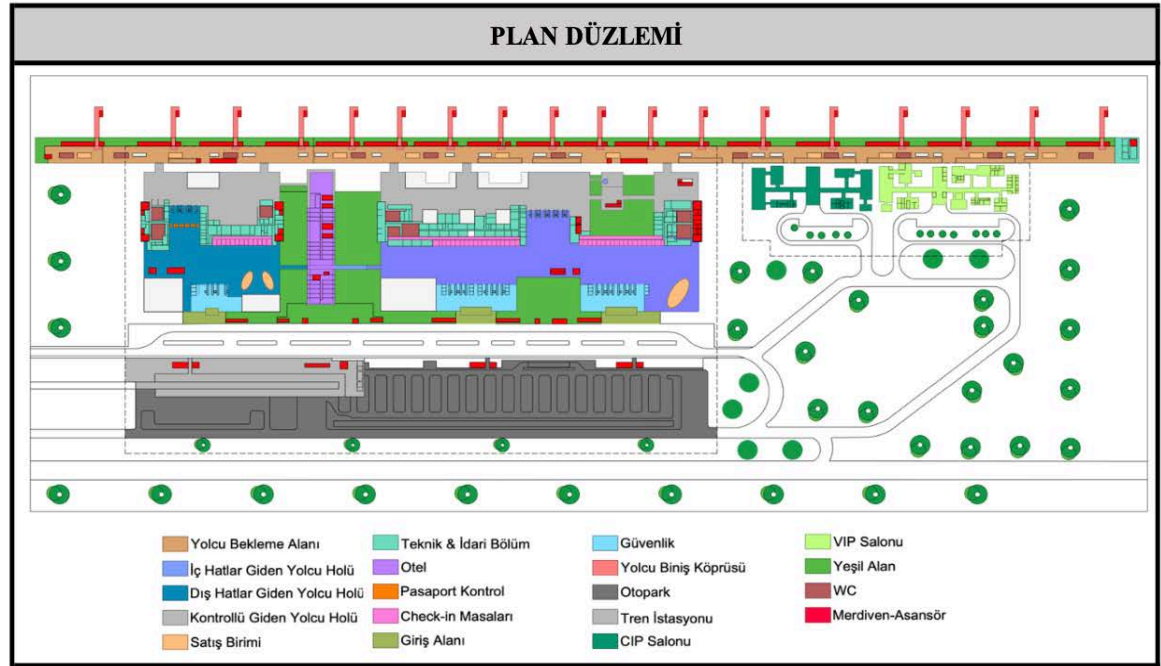 PLAN DÜZLEMİ
Yolcu Bekleme Alanı
İç Hatlar Giden Yolcu Holü
Dış Hatlar Giden Yolcu Holü
Kontrollü Giden Yolcu Holü
Satış Birimi
Teknik & İdari Bölüm
Otel
Pasaport Kontrol
Check-in Masaları
Giriş Alanı
Güvenlik
Yolcu Biniş Köprüsü
Otopark
Tren İstasyonu
CIP Salonu
VIP Salonu
Yeşil Alan
WC
Merdiven-Asansör